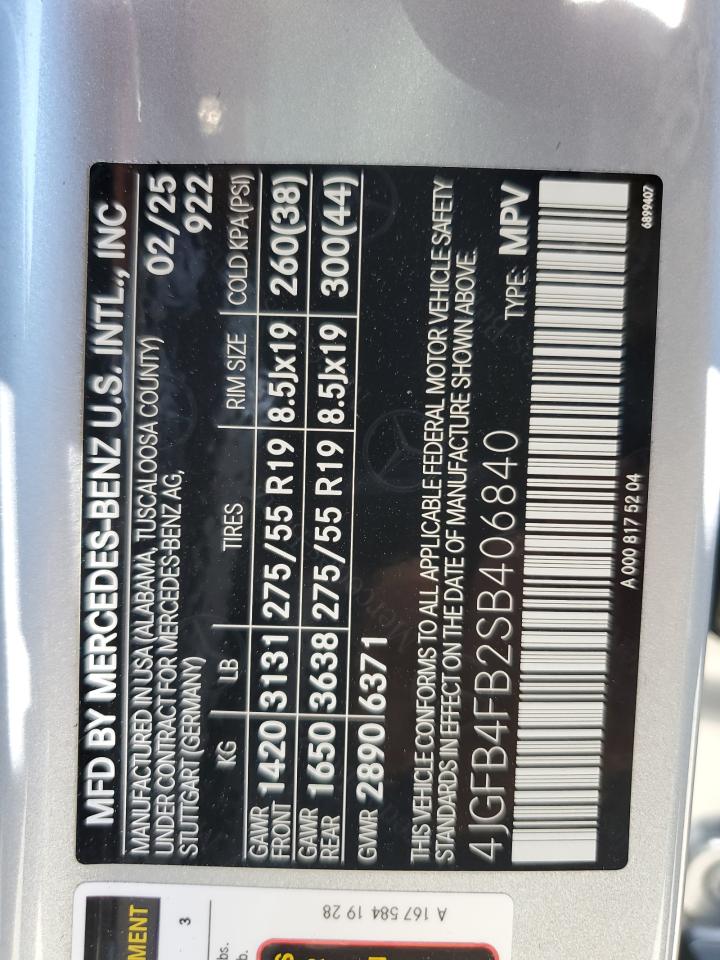 MFD BY MERCEDES-BENZ U.S. INTL., INC
MANUFACTURED IN USA (ALABAMA, TUSCALOOSA COUNTY) 02/25
UNDER CONTRACT FOR MERCEDES-BENZ AG, 922
STUTTGART (GERMANY)
KG LB TIRES RIM SIZE COLD KPA (PSI)
GAWR FRONT 1420 3131 275/55 R19 8.5Jx19 260(38)
GAWR REAR 1650 3638 275/55 R19 8.5Jx19 300(44)
GVWR 2890 6371
THIS VEHICLE CONFORMS TO ALL APPLICABLE FEDERAL MOTOR VEHICLE SAFETY
STANDARDS IN EFFECT ON THE DATE OF MANUFACTURE SHOWN ABOVE.
4JGFB4FB2SB406840 TYPE: MPV
A 000 817 52 04 6899407
A 167 584 19 28
MENT
3
bs.
b.